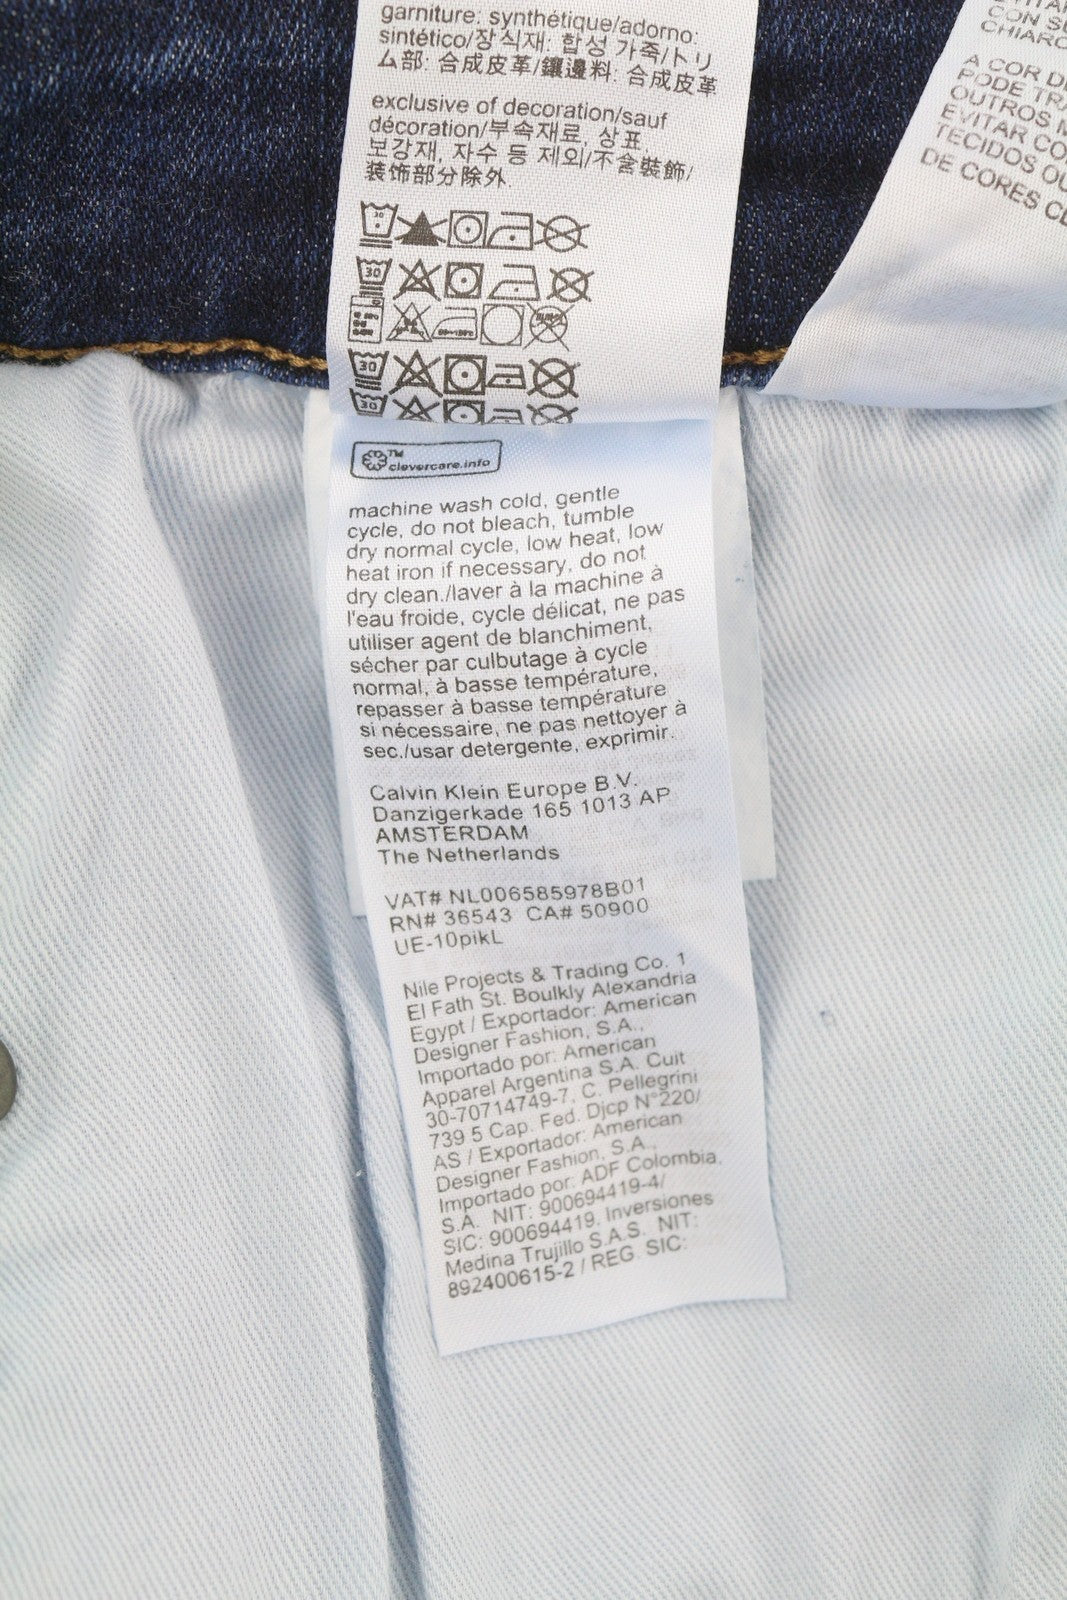 garniture: synthétique/adorno:
sintético/장식재: 합성 가죽/トリ
ム部: 合成皮革/鑲邊料: 合成皮革
exclusive of decoration/sauf
décoration/부속재료, 상표,
보강재, 자수 등 제외/不含裝飾/
装饰部分除外.
30
30
30
30
TM
clevercare.info
machine wash cold, gentle
cycle, do not bleach, tumble
dry normal cycle, low heat, low
heat iron if necessary, do not
dry clean./laver à la machine à
l'eau froide, cycle délicat, ne pas
utiliser agent de blanchiment,
sécher par culbutage à cycle
normal, à basse température,
repasser à basse température
si nécessaire, ne pas nettoyer à
sec./usar detergente, exprimir.
Calvin Klein Europe B.V.
Danzigerkade 165 1013 AP
AMSTERDAM
The Netherlands
VAT# NL006585978B01
RN# 36543 CA# 50900
UE-10pikL
Nile Projects & Trading Co. 1
El Fath St. Boulkly Alexandria
Egypt / Exportador: American
Designer Fashion, S.A.,
Importado por: American
Apparel Argentina S.A. Cuit
30-70714749-7, C. Pellegrini
739 5 Cap. Fed. Djcp N°220/
AS / Exportador: American
Designer Fashion, S.A.,
Importado por: ADF Colombia,
S.A. NIT: 900694419-4/
SIC: 900694419. Inversiones
Medina Trujillo S.A.S. NIT:
892400615-2 / REG SIC:
CON
CHIARO
A COR
PODE
OUTROS
EVITAR
TECIDOS
DE CORES